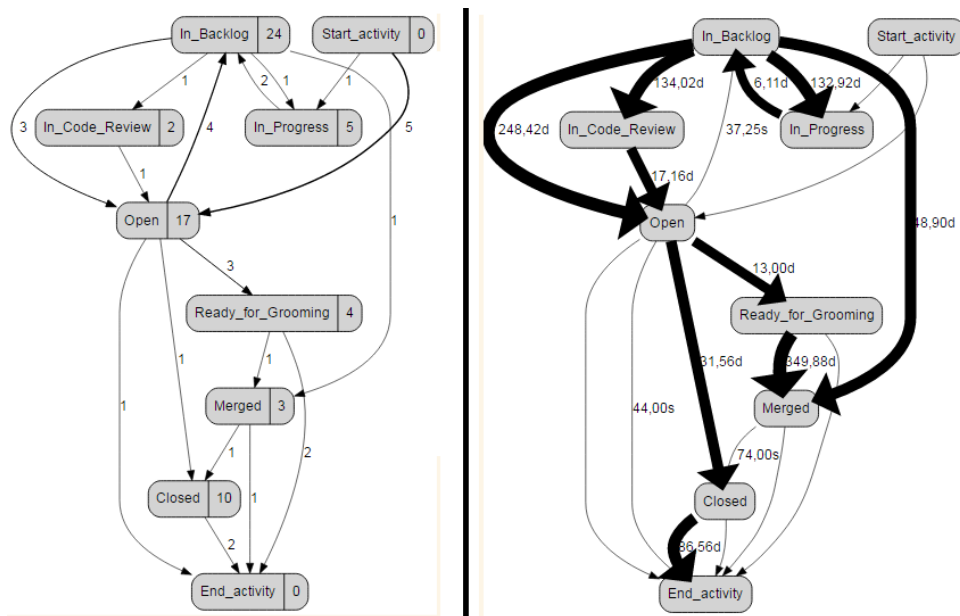 In_Backlog 24
Start_activity 0
1
2
1
1
In_Code_Review 2
In_Progress 5
3
4
5
1
Open 17
1
3
Ready_for_Grooming 4
1
1
Merged 3
1
2
1
1
Closed 10
2
End_activity 0
In_Backlog
Start_activity
134,02d
6,11d
132,92d
In_Code_Review
In_Progress
248,42d
37,25s
17,16d
Open
48,90d
13,00d
Ready_for_Grooming
31,56d
349,88d
44,00s
Merged
74,00s
Closed
86,56d
End_activity